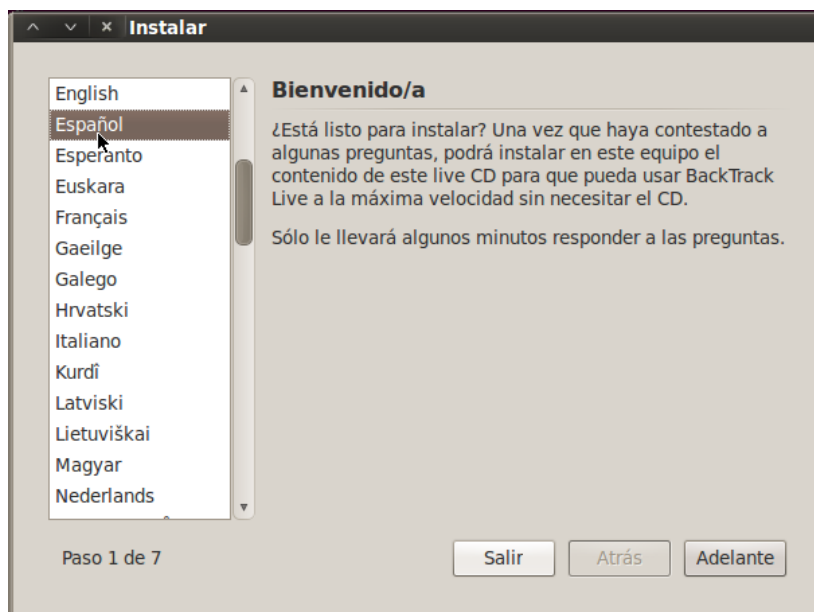 Instalar
English
Español
Esperanto
Euskara
Français
Gaeilge
Galego
Hrvatski
Italiano
Kurdî
Latviski
Lietuviškai
Magyar
Nederlands
Bienvenido/a
¿Está listo para instalar? Una vez que haya contestado a
algunas preguntas, podrá instalar en este equipo el
contenido de este live CD para que pueda usar BackTrack
Live a la máxima velocidad sin necesitar el CD.
Sólo le llevará algunos minutos responder a las preguntas.
Paso 1 de 7
Salir
Atrás
Adelante